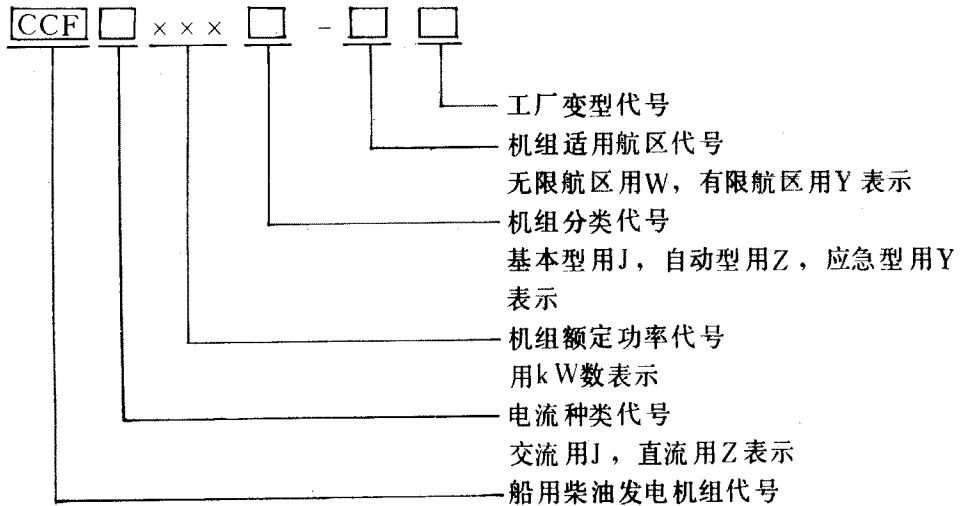 CCF □ ××× □ - □ □
工厂变型代号
机组适用航区代号
无限航区用W，有限航区用Y表示
机组分类代号
基本型用J，自动型用Z，应急型用Y
表示
机组额定功率代号
用kW数表示
电流种类代号
交流用J，直流用Z表示
船用柴油发电机组代号